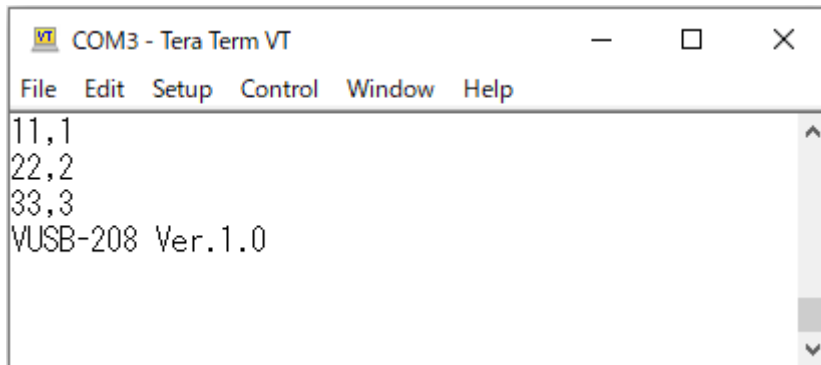 COM3 - Tera Term VT
File Edit Setup Control Window Help
11,1
22,2
33,3
VUSB-208 Ver.1.0